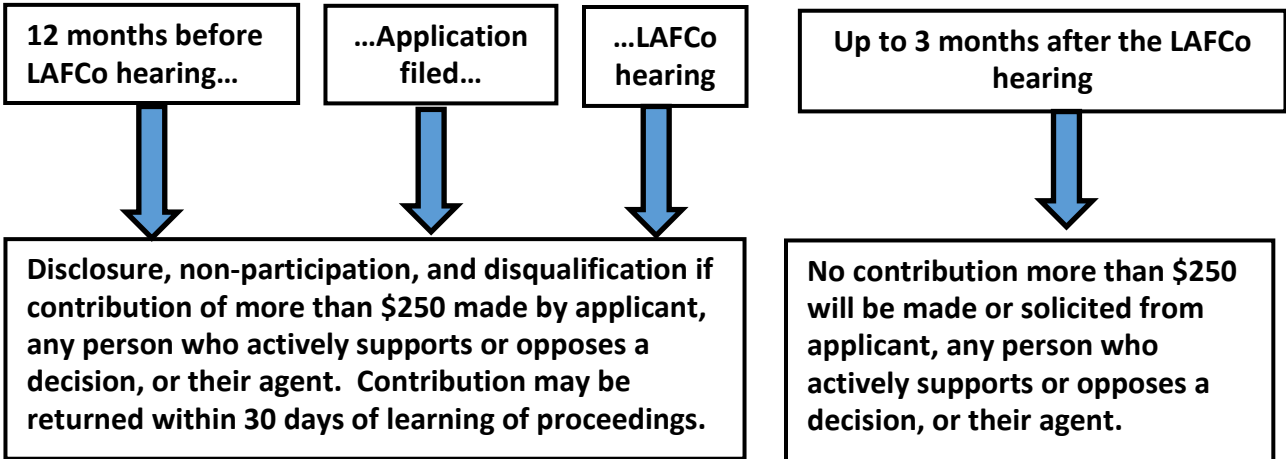 12 months before
LAFCo hearing…
…Application
filed…
…LAFCo
hearing
Up to 3 months after the LAFCo
hearing
Disclosure, non-participation, and disqualification if
contribution of more than $250 made by applicant,
any person who actively supports or opposes a
decision, or their agent.  Contribution may be
returned within 30 days of learning of proceedings.
No contribution more than $250
will be made or solicited from
applicant, any person who
actively supports or opposes a
decision, or their agent.